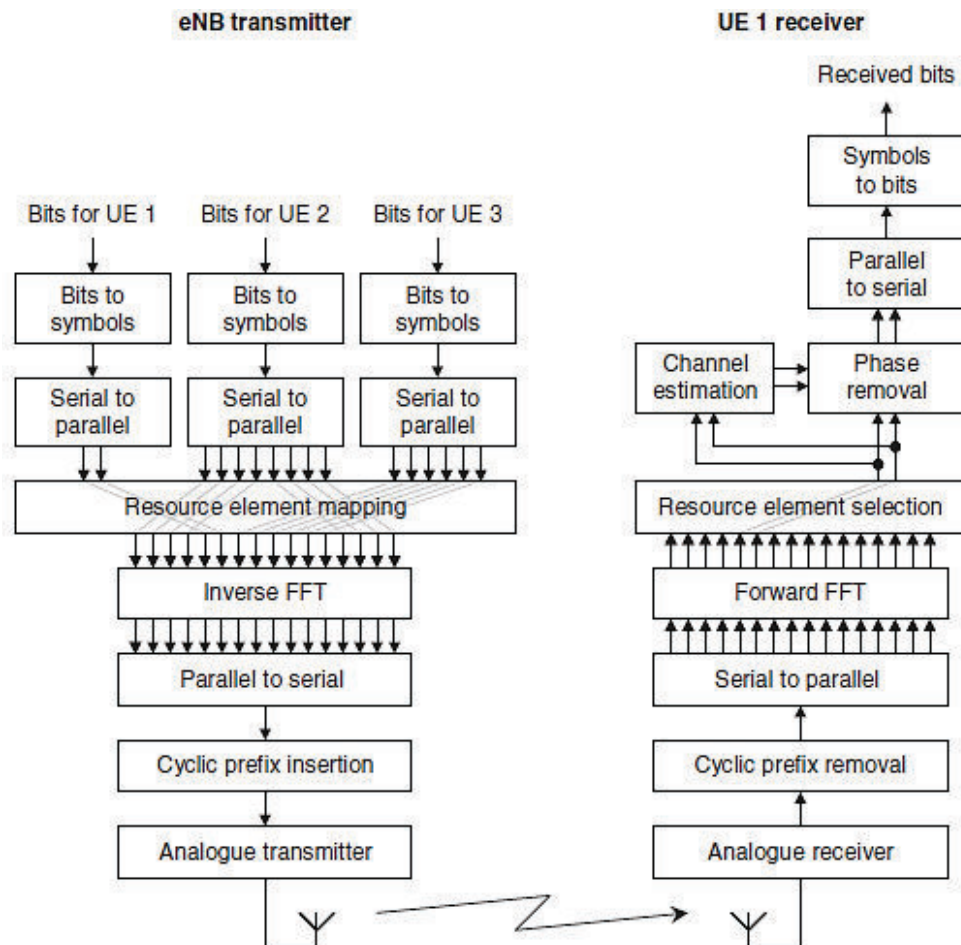 eNB transmitter
UE 1 receiver
Received bits
Symbols
to bits
Bits for UE 1
Bits for UE 2
Bits for UE 3
Parallel
to serial
Bits to
symbols
Bits to
symbols
Bits to
symbols
Channel
estimation
Phase
removal
Serial to
parallel
Serial to
parallel
Serial to
parallel
Resource element mapping
Resource element selection
Inverse FFT
Forward FFT
Parallel to serial
Serial to parallel
Cyclic prefix insertion
Cyclic prefix removal
Analogue transmitter
Analogue receiver